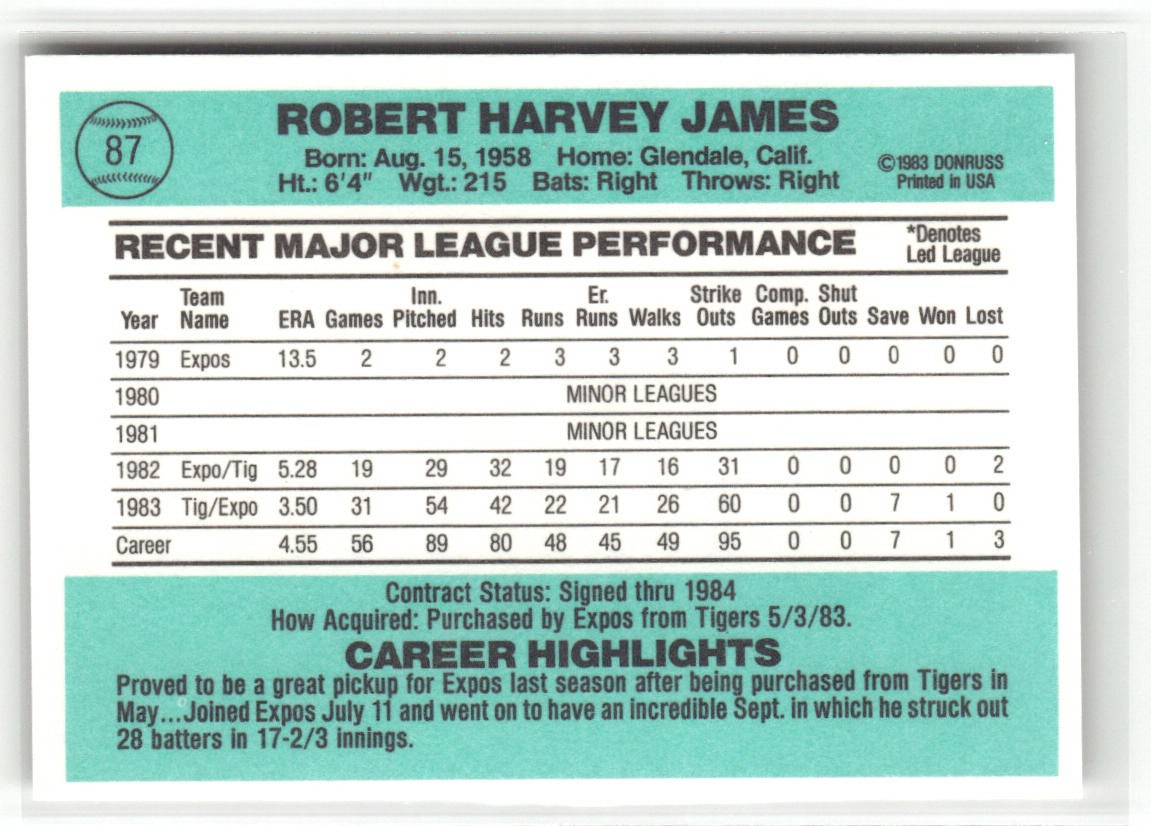 87
ROBERT HARVEY JAMES
Born: Aug. 15, 1958 Home: Glendale, Calif.
Ht.: 6'4" Wgt.: 215 Bats: Right Throws: Right
©1983 DONRUSS
Printed in USA
RECENT MAJOR LEAGUE PERFORMANCE
*Denotes
Led League
Year Team Name ERA Games Inn. Pitched Hits Runs Er. Runs Walks Strike Outs Comp. Games Shut Outs Save Won Lost
1979 Expos 13.5 2 2 2 3 3 3 1 0 0 0 0 0
1980 MINOR LEAGUES
1981 MINOR LEAGUES
1982 Expo/Tig 5.28 19 29 32 19 17 16 31 0 0 0 0 2
1983 Tig/Expo 3.50 31 54 42 22 21 26 60 0 0 7 1 0
Career 4.55 56 89 80 48 45 49 95 0 0 7 1 3
Contract Status: Signed thru 1984
How Acquired: Purchased by Expos from Tigers 5/3/83.
CAREER HIGHLIGHTS
Proved to be a great pickup for Expos last season after being purchased from Tigers in
May...Joined Expos July 11 and went on to have an incredible Sept. in which he struck out
28 batters in 17-2/3 innings.